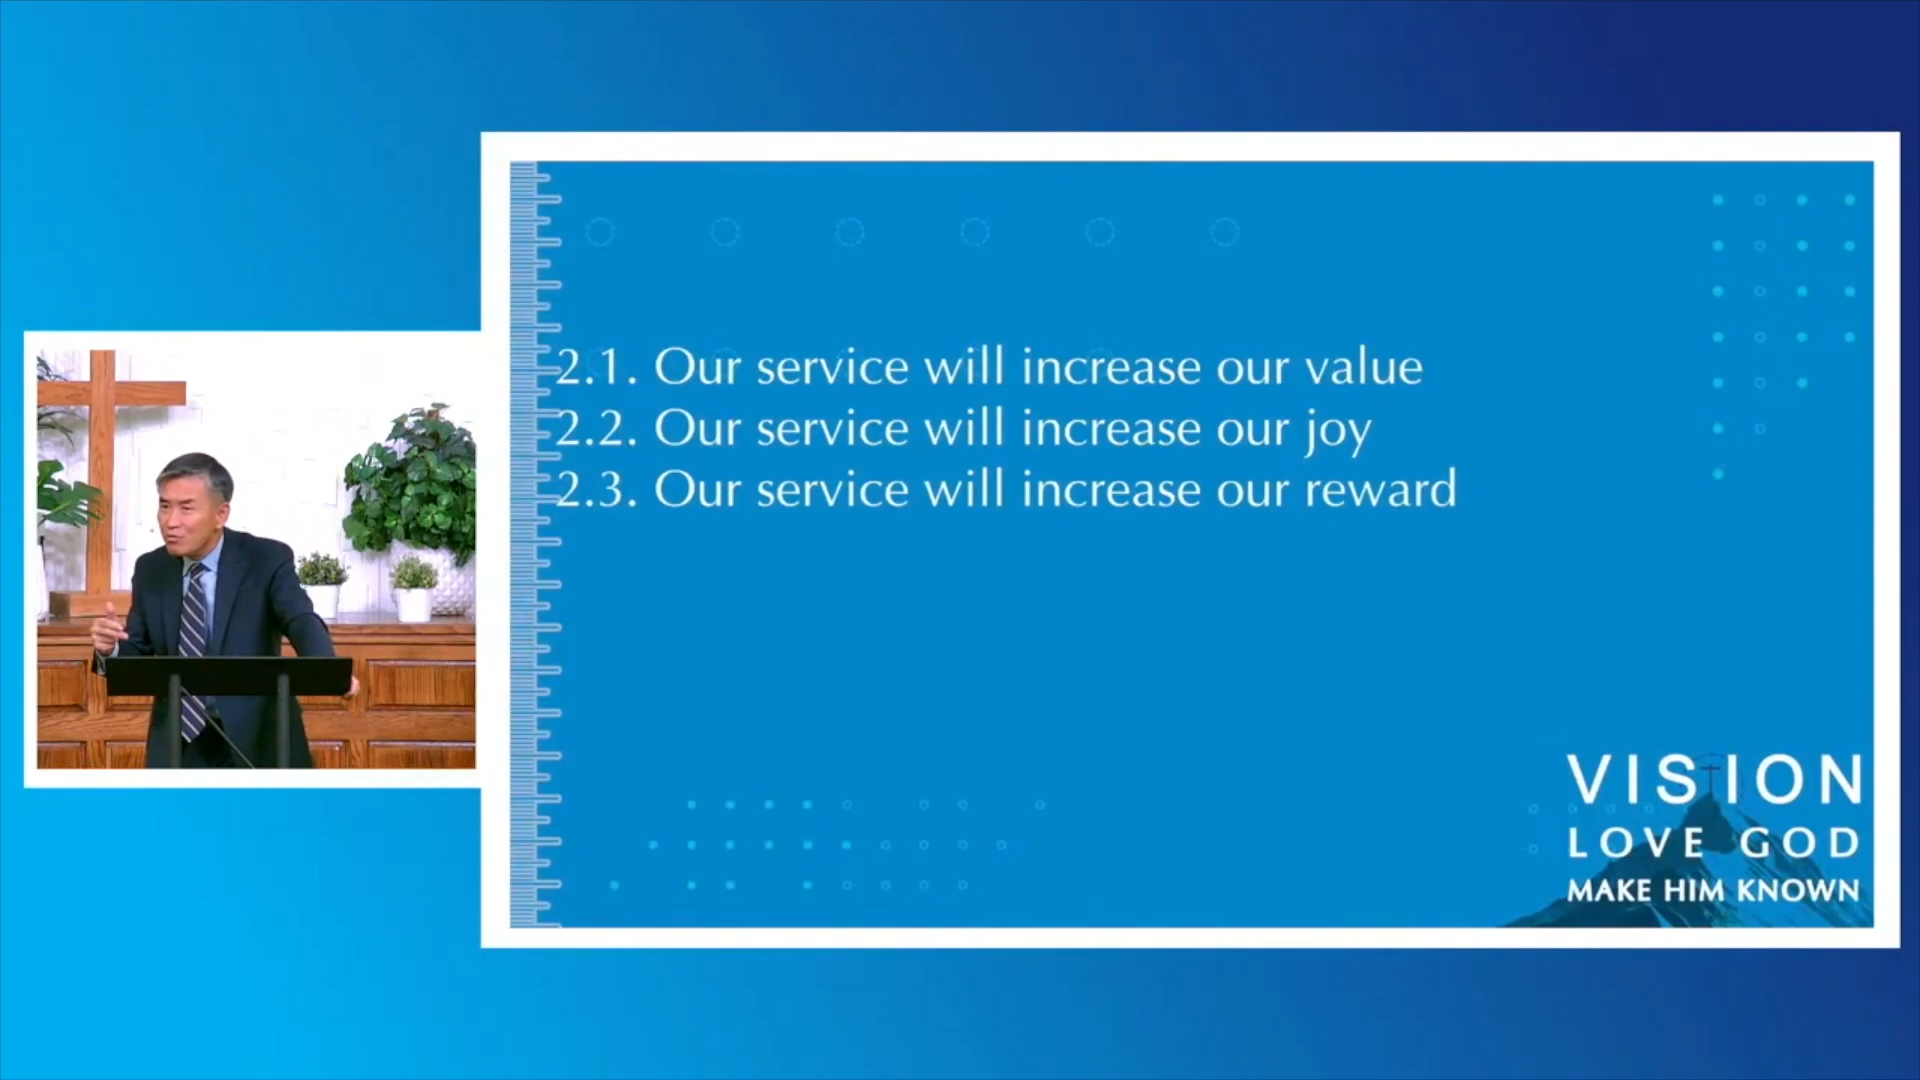 2.1. Our service will increase our value
2.2. Our service will increase our joy
2.3. Our service will increase our reward
VISION
LOVE GOD
MAKE HIM KNOWN